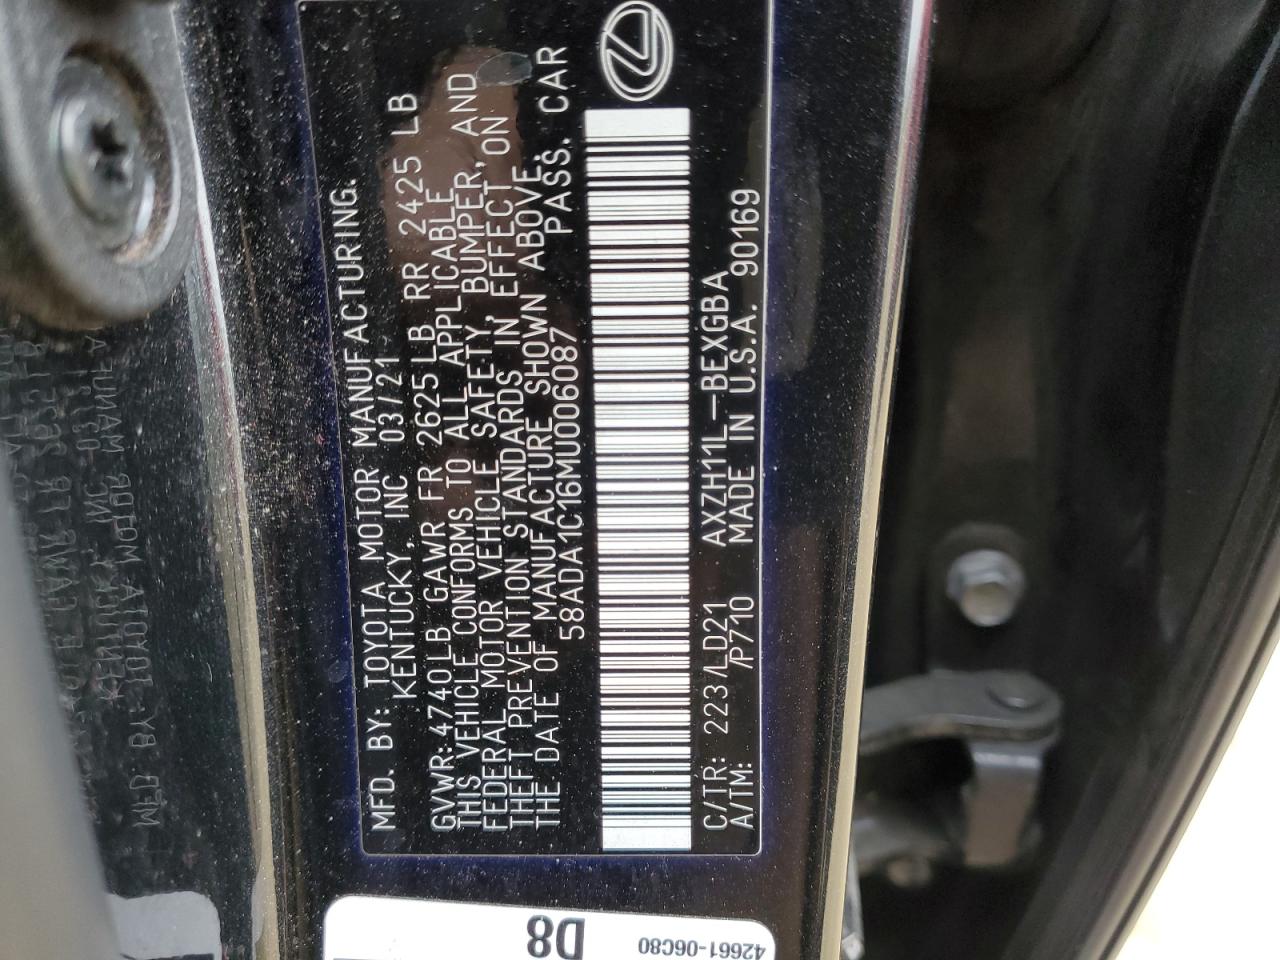 MFD. BY: TOYOTA MOTOR MANUFACTURING.
KENTUCKY, INC 03/21
GVWR: 4740LB GAWR FR 2625LB RR 2425 LB
THIS VEHICLE CONFORMS TO ALL APPLICABLE
FEDERAL MOTOR VEHICLE SAFETY, BUMPER, AND
THEFT PREVENTION STANDARDS IN EFFECT ON
THE DATE OF MANUFACTURE SHOWN ABOVE.
58ADA1C16MU006087 PASS. CAR
C/TR: 223/LD21 AXZH11L-BEXGBA
A/TM: /P710 MADE IN U.S.A. 90169
D8
42661-06C80